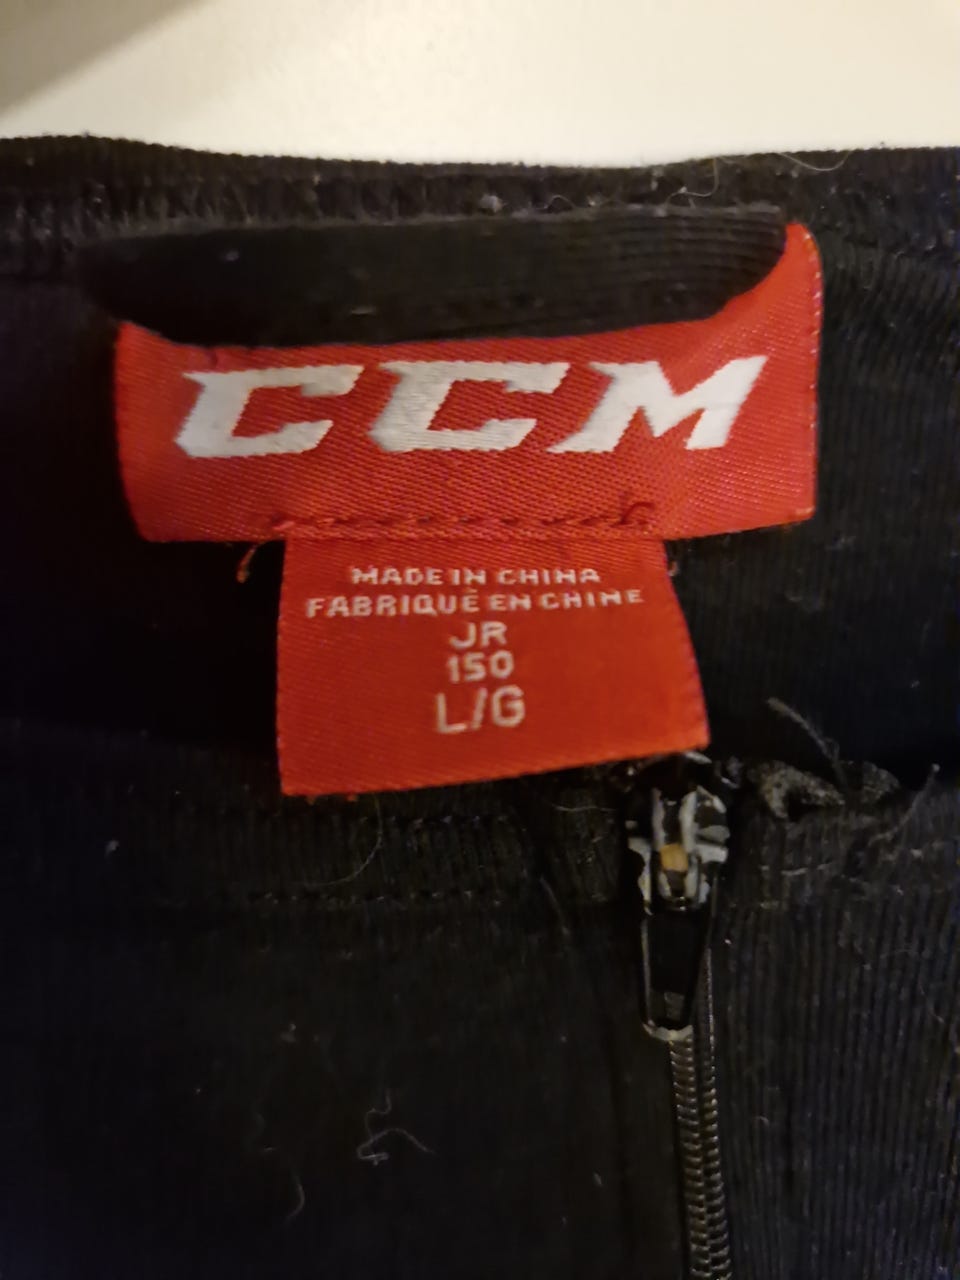 CCM
MADE IN CHINA
FABRIQUÉ EN CHINE
JR
150
L/G